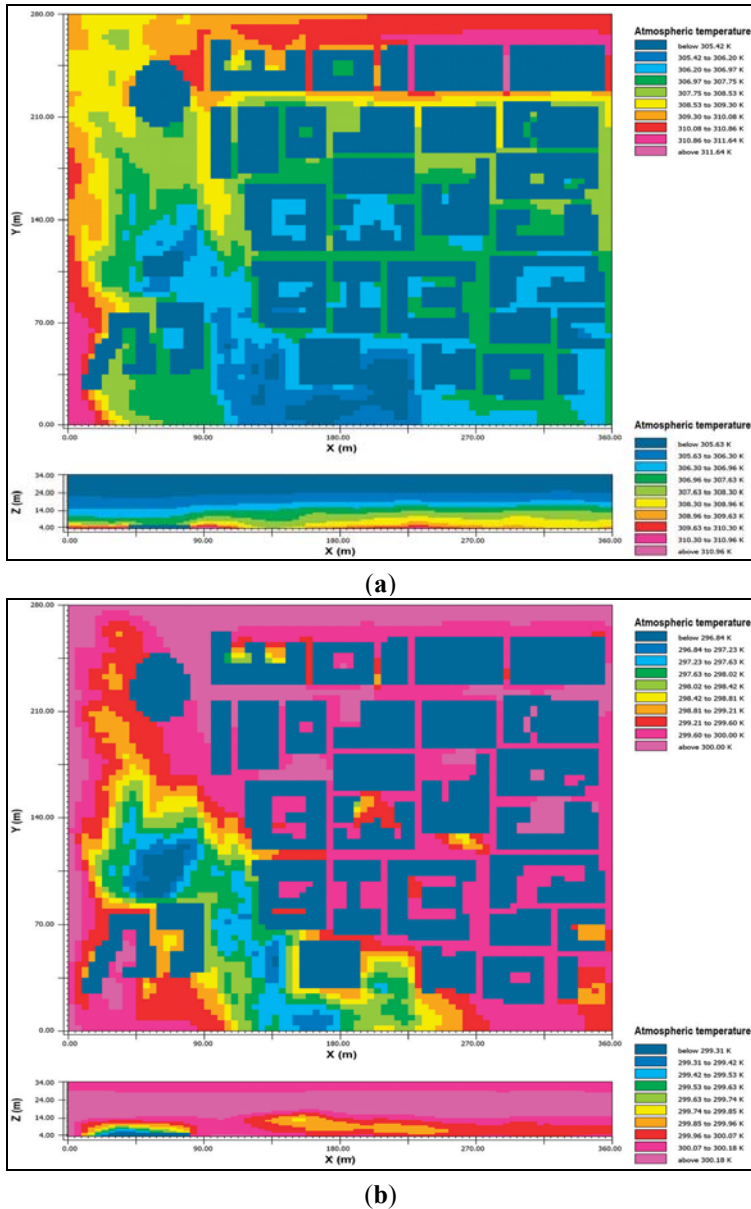 280.00
210.00
140.00
70.00
0.00
Y (m)
0.00
90.00
180.00
270.00
360.00
X (m)
Atmospheric temperature
below 305.42 K
305.42 to 306.20 K
306.20 to 306.97 K
306.97 to 307.75 K
307.75 to 308.53 K
308.53 to 309.30 K
309.30 to 310.08 K
310.08 to 310.86 K
310.86 to 311.64 K
above 311.64 K
34.00
24.00
14.00
4.00
Z (m)
0.00
90.00
180.00
270.00
360.00
X (m)
Atmospheric temperature
below 305.63 K
305.63 to 306.30 K
306.30 to 306.96 K
306.96 to 307.63 K
307.63 to 308.30 K
308.30 to 308.96 K
308.96 to 309.63 K
309.63 to 310.30 K
310.30 to 310.96 K
above 310.96 K
(a)
280.00
210.00
140.00
70.00
0.00
Y (m)
0.00
90.00
180.00
270.00
360.00
X (m)
Atmospheric temperature
below 296.84 K
296.84 to 297.23 K
297.23 to 297.63 K
297.63 to 298.02 K
298.02 to 298.42 K
298.42 to 298.81 K
298.81 to 299.21 K
299.21 to 299.60 K
299.60 to 300.00 K
above 300.00 K
34.00
24.00
14.00
4.00
Z (m)
0.00
90.00
180.00
270.00
360.00
X (m)
Atmospheric temperature
below 299.31 K
299.31 to 299.42 K
299.42 to 299.53 K
299.53 to 299.63 K
299.63 to 299.74 K
299.74 to 299.85 K
299.85 to 299.96 K
299.96 to 300.07 K
300.07 to 300.18 K
above 300.18 K
(b)